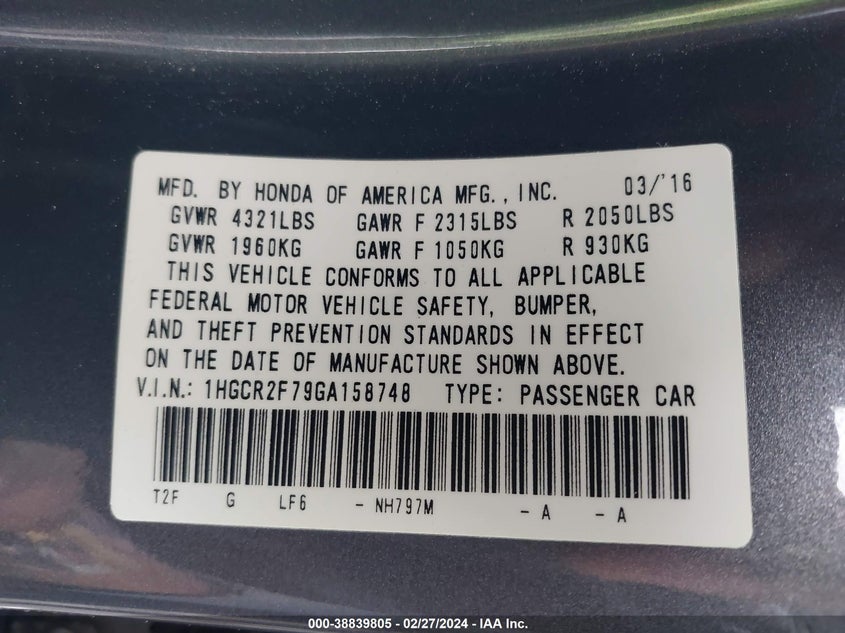 MFD. BY HONDA OF AMERICA MFG., INC. 03/'16
GVWR 4321LBS GAWR F 2315LBS R 2050LBS
GVWR 1960KG GAWR F 1050KG R 930KG
THIS VEHICLE CONFORMS TO ALL APPLICABLE
FEDERAL MOTOR VEHICLE SAFETY, BUMPER,
AND THEFT PREVENTION STANDARDS IN EFFECT
ON THE DATE OF MANUFACTURE SHOWN ABOVE.
V.I.N.: 1HGCR2F79GA158748 TYPE: PASSENGER CAR
T2F G LF6 - NH797M - A - A
000-38839805 - 02/27/2024 - IAA Inc.